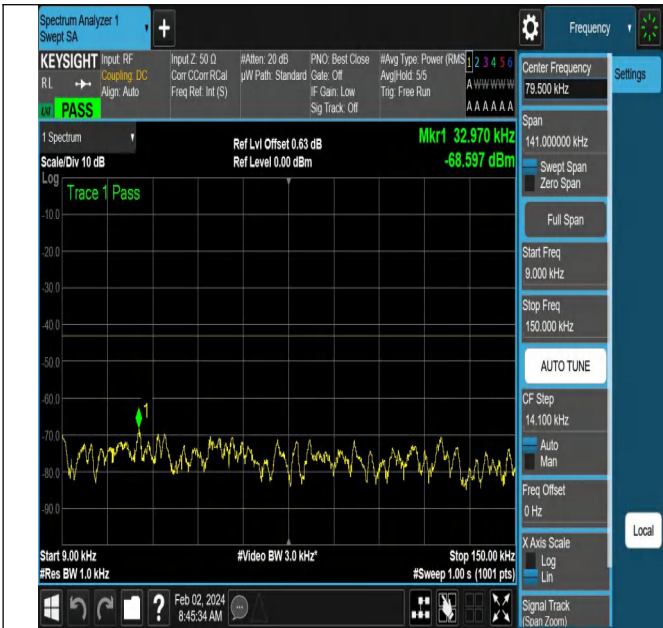 Spectrum Analyzer 1
Swept SA
Frequency
KEYSIGHT
RL
PASS
Input: RF
Coupling: DC
Align: Auto
Input Z: 50 Ω
Corr CCorr RCal
Freq Ref: Int (S)
#Atten: 20 dB
µW Path: Standard
PNO: Best Close
Gate: Off
IF Gain: Low
Sig Track: Off
#Avg Type: Power (RMS
Avg|Hold: 5/5
Trig: Free Run
1 2 3 4 5 6
A W W W W W
A A A A A A
1 Spectrum
Scale/Div 10 dB
Log
Ref Lvl Offset 0.63 dB
Ref Level 0.00 dBm
Mkr1 32.970 kHz
-68.597 dBm
Trace 1 Pass
-10.0
-20.0
-30.0
-40.0
-50.0
-60.0
-70.0
-80.0
-90.0
1
Start 9.00 kHz
#Res BW 1.0 kHz
#Video BW 3.0 kHz*
Stop 150.00 kHz
#Sweep 1.00 s (1001 pts)
Feb 02, 2024
8:45:34 AM
Center Frequency
79.500 kHz
Settings
Span
141.000000 kHz
Swept Span
Zero Span
Full Span
Start Freq
9.000 kHz
Stop Freq
150.000 kHz
AUTO TUNE
CF Step
14.100 kHz
Auto
Man
Freq Offset
0 Hz
X Axis Scale
Log
Lin
Local
Signal Track
(Span Zoom)